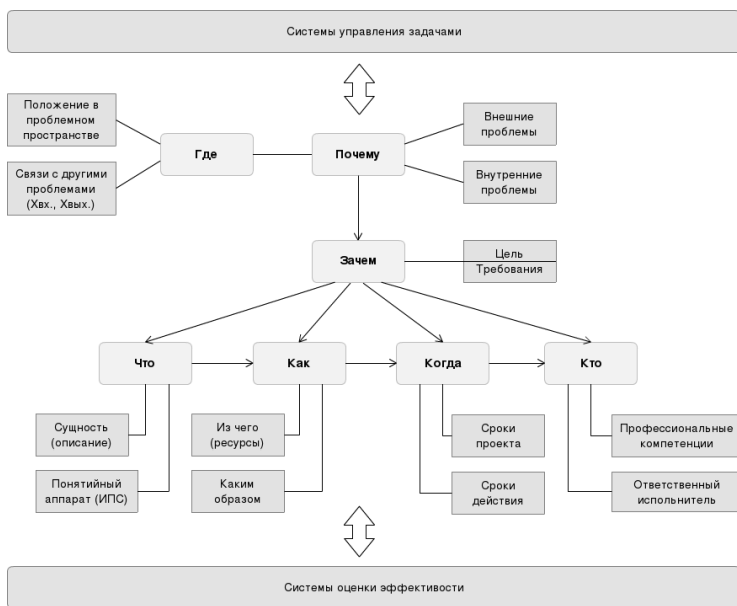 Системы управления задачами
Положение в
проблемном
пространстве
Связи с другими
проблемами
(Хвх., Хвых.)
Где
Почему
Внешние
проблемы
Внутренние
проблемы
Зачем
Цель
Требования
Что
Как
Когда
Кто
Сущность
(описание)
Понятийный
аппарат (ИПС)
Из чего
(ресурсы)
Каким
образом
Сроки
проекта
Сроки
действия
Профессиональные
компетенции
Ответственный
испольнитель
Системы оценки эффективости